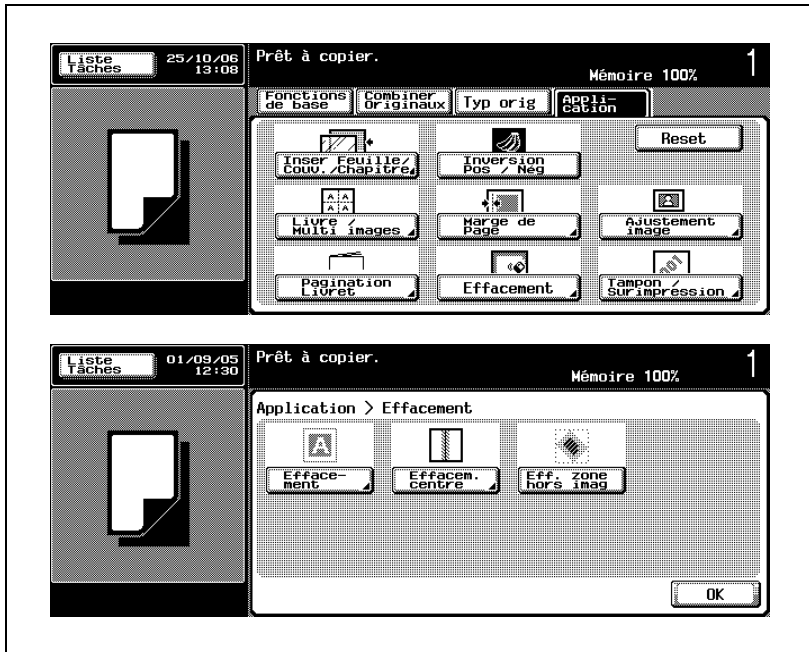 Liste
Tâches
25/10/06
13:08
Prêt à copier.
Mémoire 100%
1
Fonctions
de base
Combiner
Originaux
Typ orig
Appli-
cation
Reset
Inser Feuille/
Couv./Chapitre
Inversion
Pos / Nég
Livre /
Multi images
Marge de
Page
Ajustement
image
Pagination
Livret
Effacement
Tampon /
Surimpression
Liste
Tâches
01/09/05
12:30
Prêt à copier.
Mémoire 100%
1
Application > Effacement
Efface-
ment
Effacem.
centre
Eff. zone
hors imag
OK